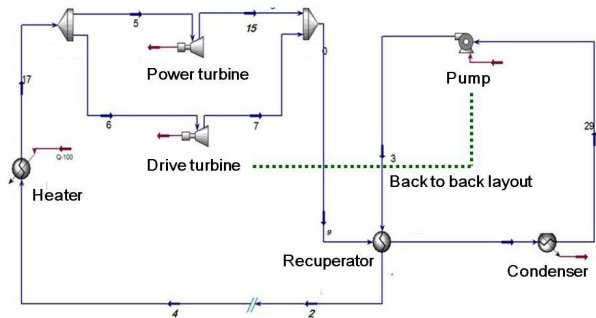 5
15
Power turbine
0
Pump
17
29
6
7
Q-100
Drive turbine
3
Back to back layout
Heater
9
Recuperator
Condenser
4
2